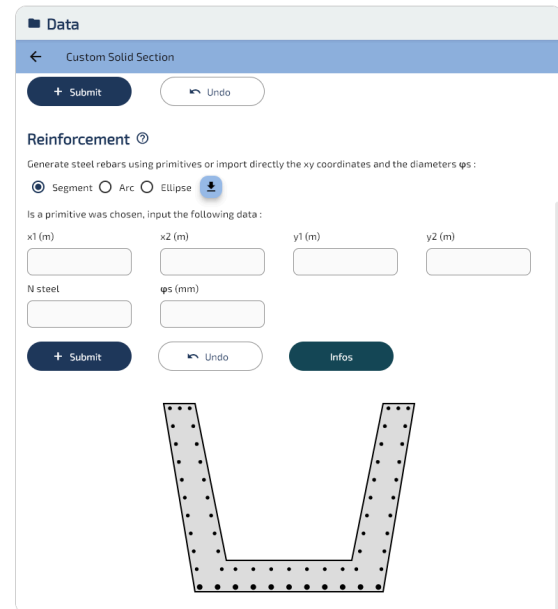 Data
Custom Solid Section
+ Submit Undo
Reinforcement
Generate steel rebars using primitives or import directly the xy coordinates and the diameters φs :
Segment Arc Ellipse
Is a primitive was chosen, input the following data :
x1 (m) x2 (m) y1 (m) y2 (m)
N steel φs (mm)
+ Submit Undo Infos